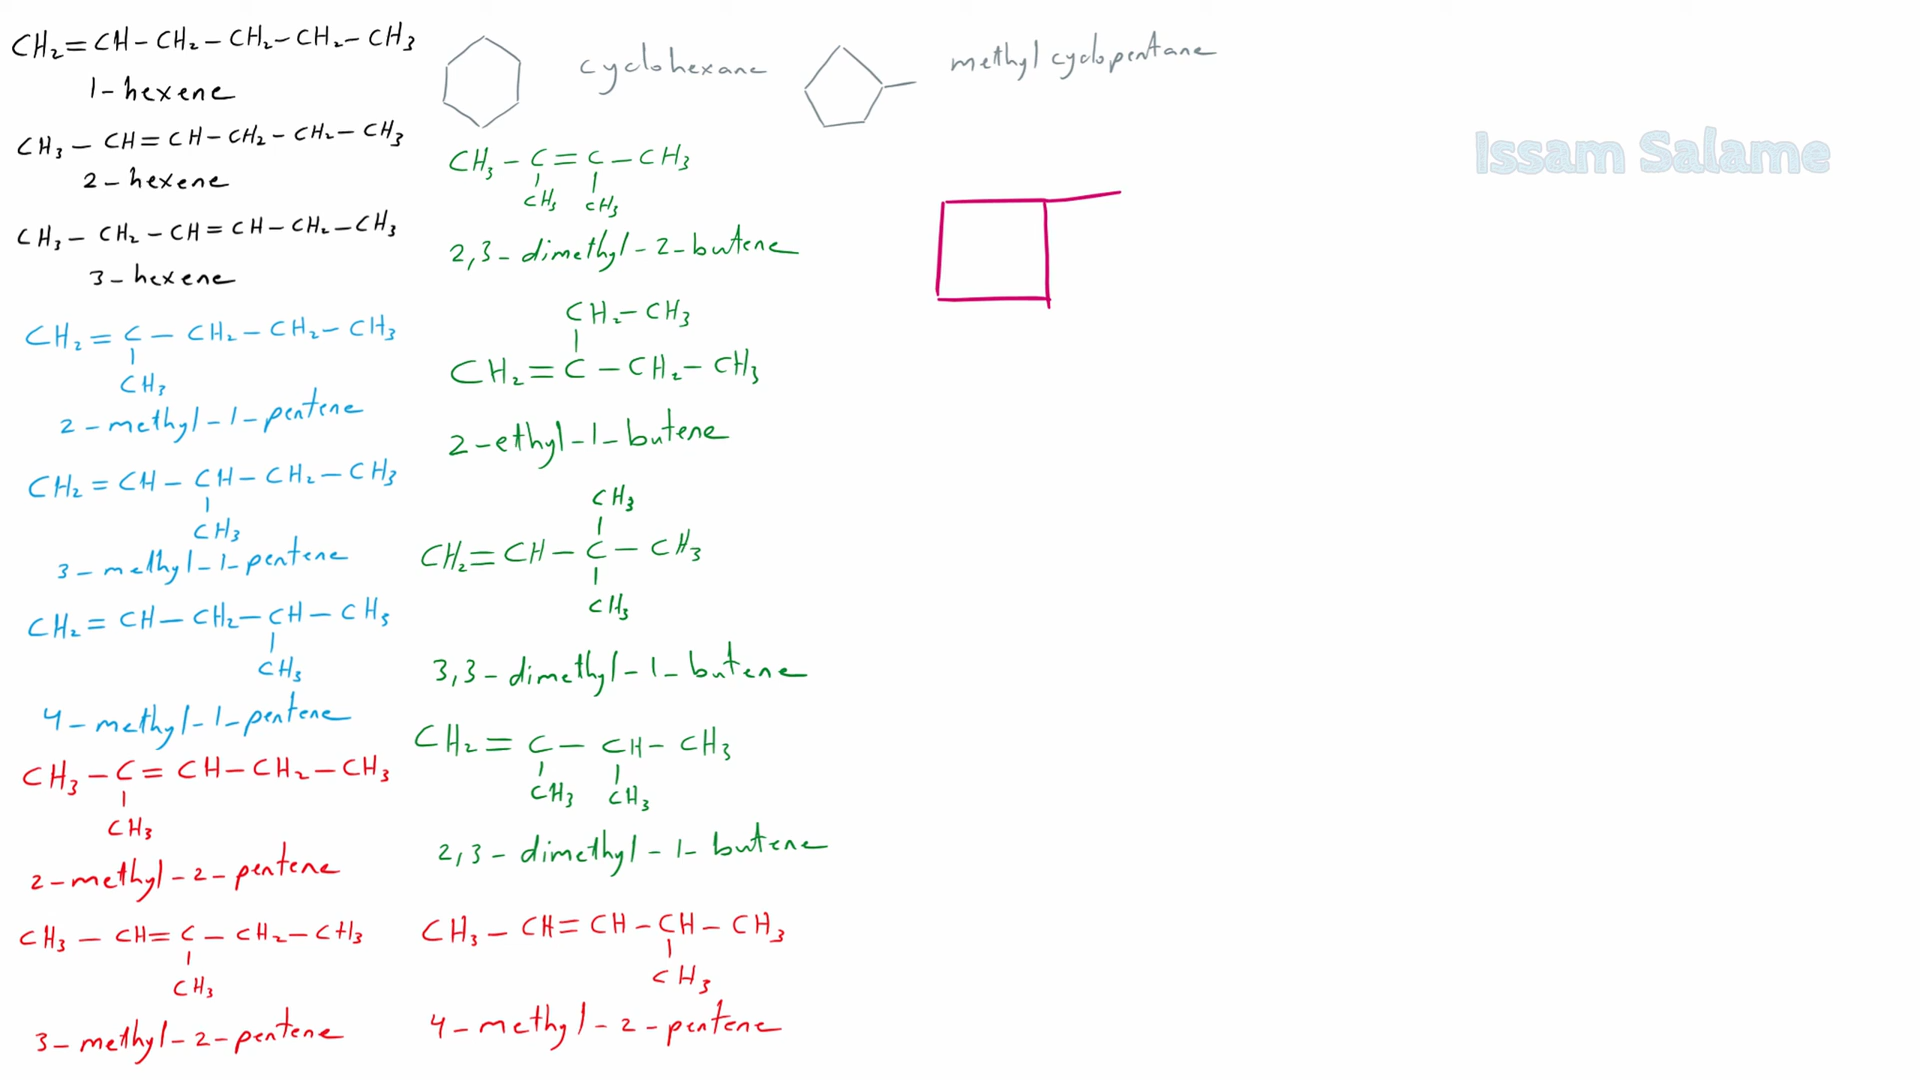 CH₂=CH-CH₂-CH₂-CH₂-CH₃
1-hexene
CH₃-CH=CH-CH₂-CH₂-CH₃
2-hexene
CH₃-CH₂-CH=CH-CH₂-CH₃
3-hexene
CH₂=C-CH₂-CH₂-CH₃
CH₃
2-methyl-1-pentene
CH₂=CH-CH-CH₂-CH₃
CH₃
3-methyl-1-pentene
CH₂=CH-CH₂-CH-CH₃
CH₃
4-methyl-1-pentene
CH₃-C=CH-CH₂-CH₃
CH₃
2-methyl-2-pentene
CH₃-CH=C-CH₂-CH₃
CH₃
3-methyl-2-pentene
cyclohexane
methyl cyclopentane
CH₃-C=C-CH₃
CH₃ CH₃
2,3-dimethyl-2-butene
CH₂-CH₃
CH₂=C-CH₂-CH₃
2-ethyl-1-butene
CH₃
CH₂=CH-C-CH₃
CH₃
3,3-dimethyl-1-butene
CH₂=C-CH-CH₃
CH₃ CH₃
2,3-dimethyl-1-butene
CH₃-CH=CH-CH-CH₃
CH₃
4-methyl-2-pentene
Issam Salame